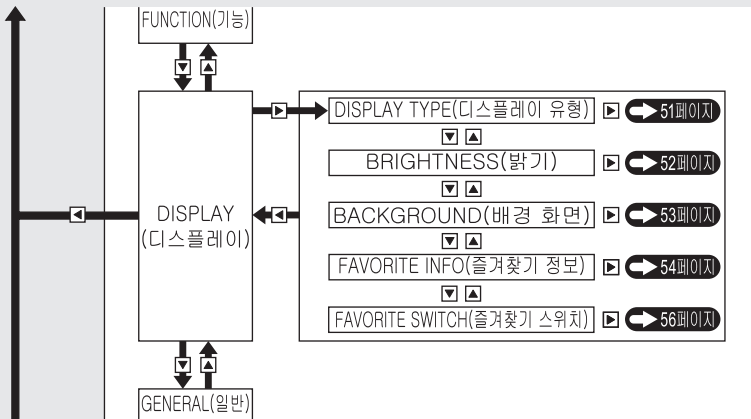 FUNCTION(기능)
DISPLAY TYPE(디스플레이 유형)
51페이지
BRIGHTNESS(밝기)
52페이지
DISPLAY
(디스플레이)
BACKGROUND(배경 화면)
53페이지
FAVORITE INFO(즐겨찾기 정보)
54페이지
FAVORITE SWITCH(즐겨찾기 스위치)
56페이지
GENERAL(일반)